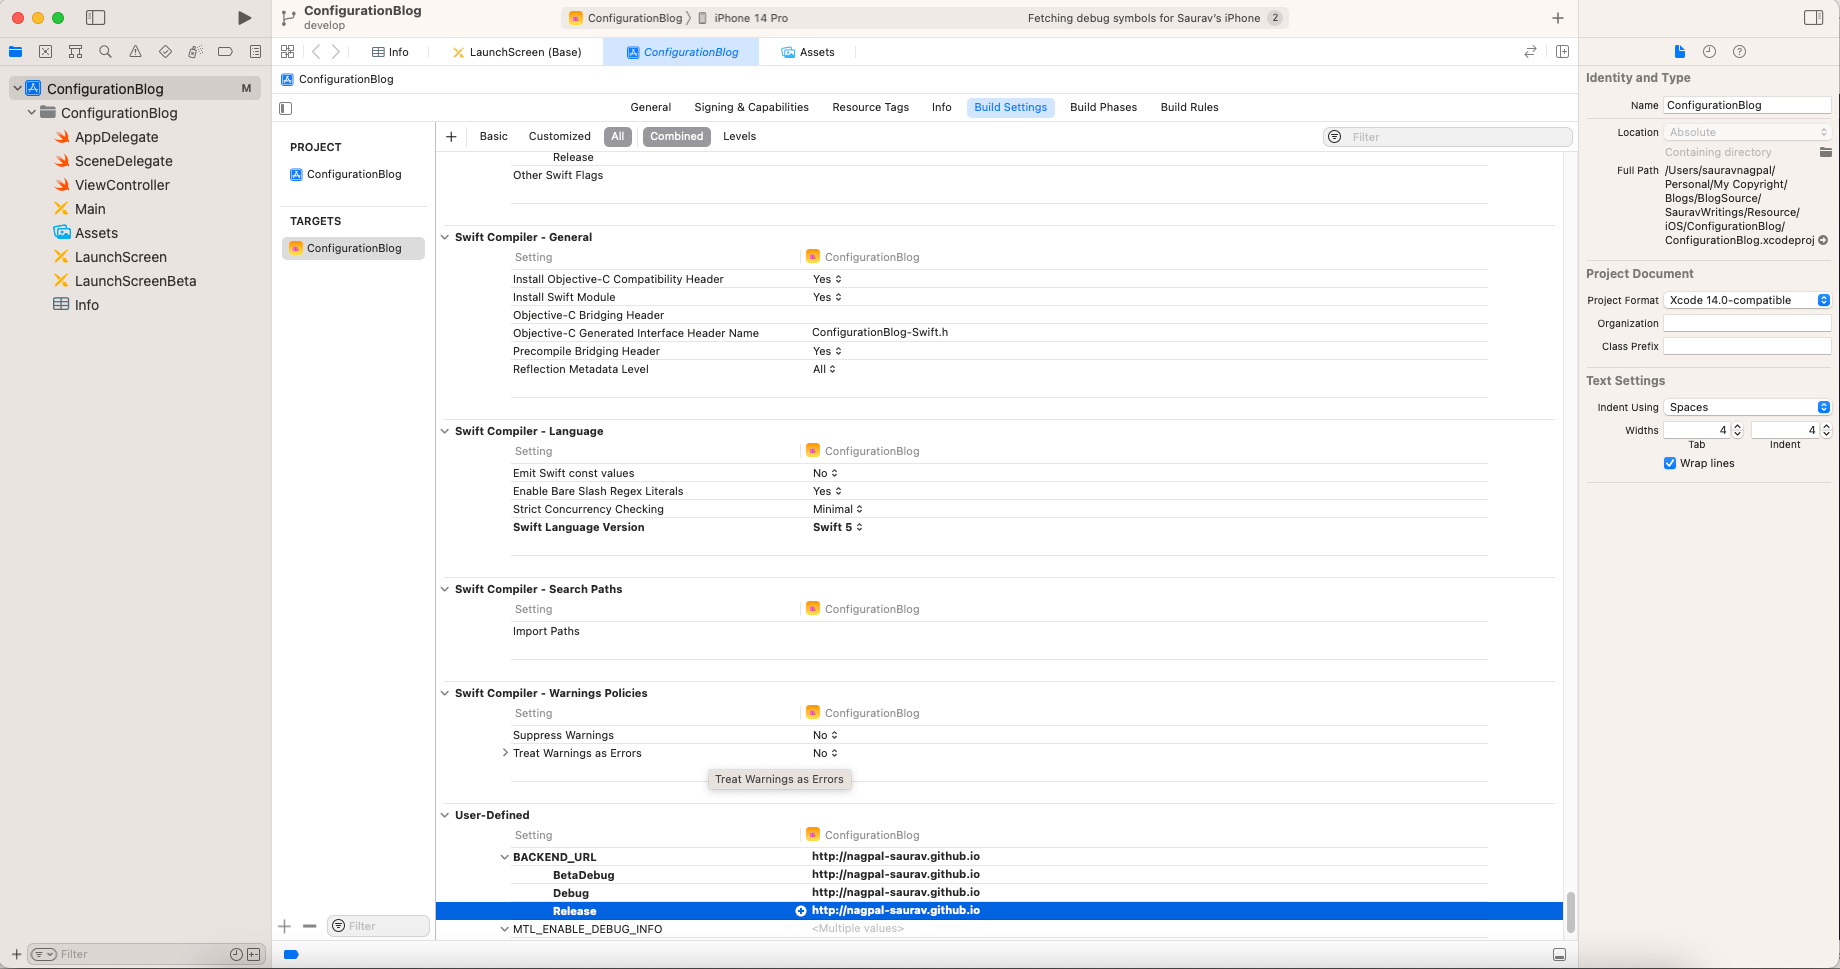 ConfigurationBlog
develop
ConfigurationBlog
iPhone 14 Pro
Fetching debug symbols for Saurav's iPhone
2
Info
LaunchScreen (Base)
ConfigurationBlog
Assets
ConfigurationBlog
M
ConfigurationBlog
AppDelegate
SceneDelegate
ViewController
Main
Assets
LaunchScreen
LaunchScreenBeta
Info
Filter
ConfigurationBlog
General
Signing & Capabilities
Resource Tags
Info
Build Settings
Build Phases
Build Rules
PROJECT
ConfigurationBlog
TARGETS
ConfigurationBlog
Filter
Basic
Customized
All
Combined
Levels
Filter
Release
Other Swift Flags
Swift Compiler - General
Setting ConfigurationBlog
Install Objective-C Compatibility Header Yes
Install Swift Module Yes
Objective-C Bridging Header
Objective-C Generated Interface Header Name ConfigurationBlog-Swift.h
Precompile Bridging Header Yes
Reflection Metadata Level All
Swift Compiler - Language
Setting ConfigurationBlog
Emit Swift const values No
Enable Bare Slash Regex Literals Yes
Strict Concurrency Checking Minimal
Swift Language Version Swift 5
Swift Compiler - Search Paths
Setting ConfigurationBlog
Import Paths
Swift Compiler - Warnings Policies
Setting ConfigurationBlog
Suppress Warnings No
Treat Warnings as Errors No
Treat Warnings as Errors
User-Defined
Setting ConfigurationBlog
BACKEND_URL http://nagpal-saurav.github.io
BetaDebug http://nagpal-saurav.github.io
Debug http://nagpal-saurav.github.io
Release http://nagpal-saurav.github.io
MTL_ENABLE_DEBUG_INFO <Multiple values>
Identity and Type
Name ConfigurationBlog
Location Absolute
Containing directory
Full Path /Users/sauravnagpal/
Personal/My Copyright/
Blogs/BlogSource/
SauravWritings/Resource/
iOS/ConfigurationBlog/
ConfigurationBlog.xcodeproj
Project Document
Project Format Xcode 14.0-compatible
Organization
Class Prefix
Text Settings
Indent Using Spaces
Widths 4 4
Tab Indent
Wrap lines